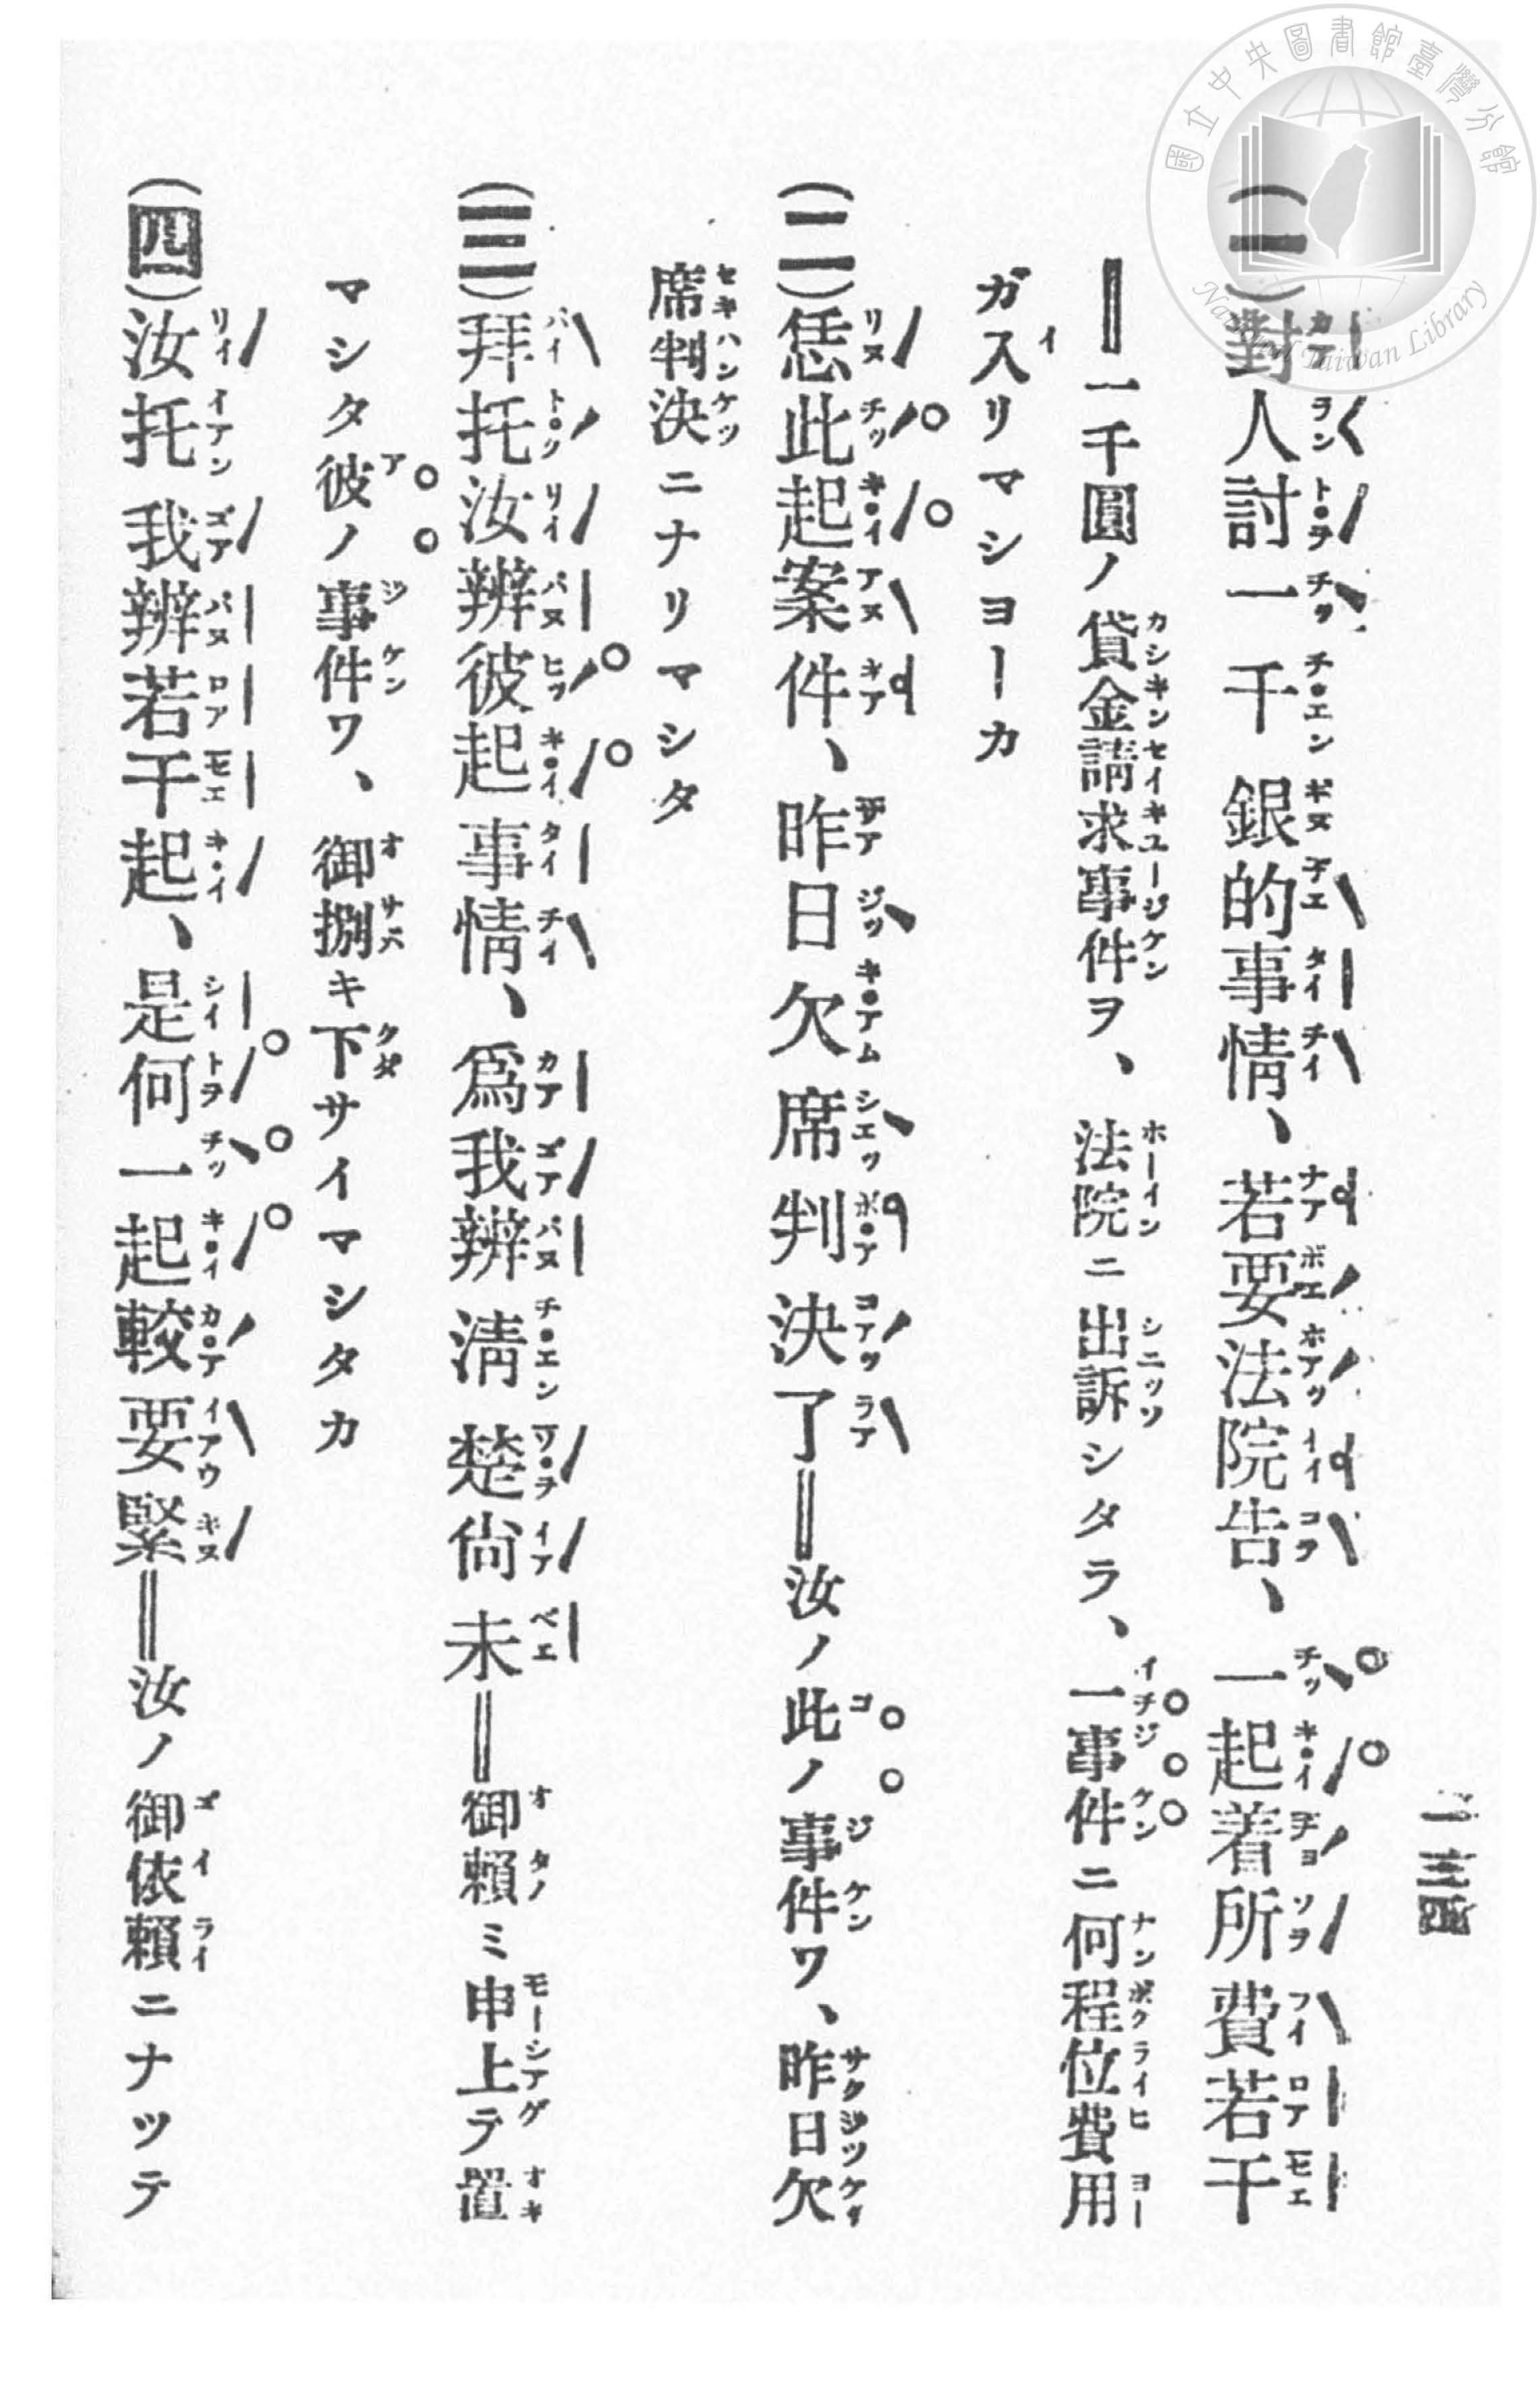 一三四
(一)對人討一千銀的事情、若要法院告、一起着所費若干
‖一千圓ノ貸金請求事件ヲ、法院ニ出訴シタラ、一事件ニ何程位費用
ガ入リマショーカ
(二)恁此起案件、昨日欠席判決了‖汝ノ此ノ事件ワ、昨日欠
席判決ニナリマシタ
(三)拜托汝辨彼起事情、爲我辨淸楚尙未‖御賴ミ申上テ置
マシタ彼ノ事件ワ、御捌キ下サイマシタカ
(四)汝托我辨若干起、是何一起較要緊‖汝ノ御依賴ニナツテ
國立中央圖書館臺灣分館
National Taiwan Library